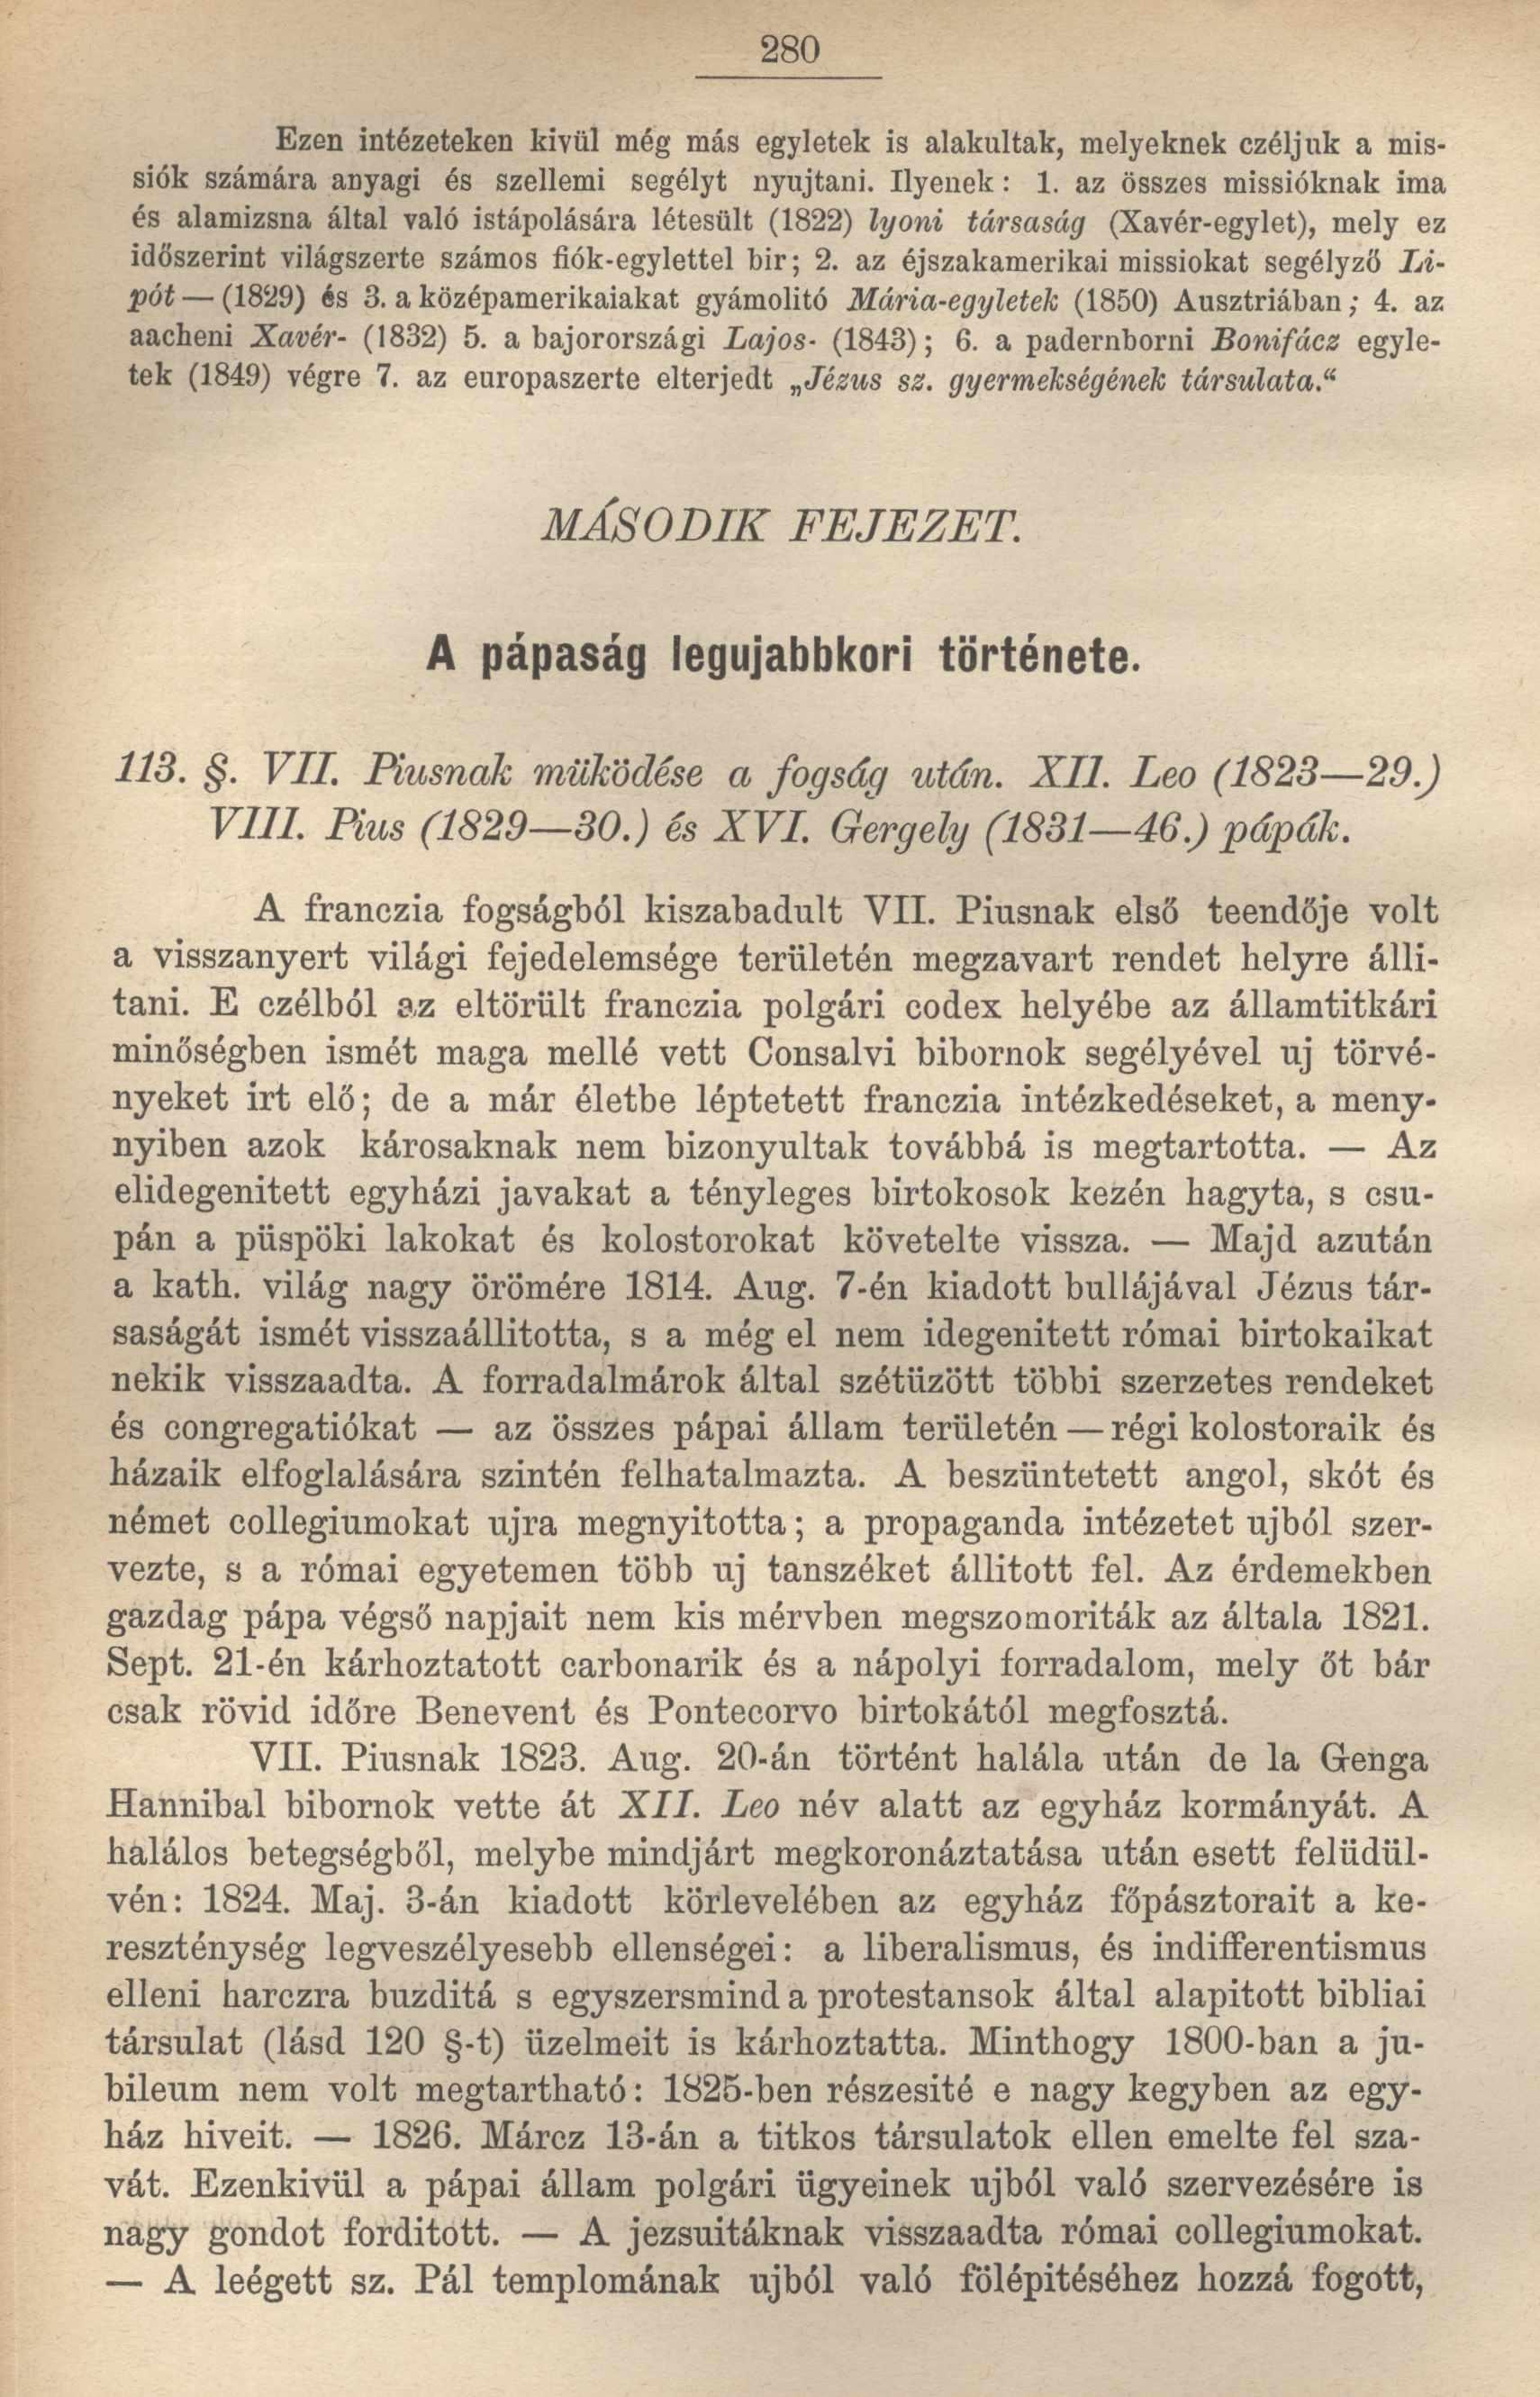 280
Ezen intézeteken kivül még más egyletek is alakultak, melyeknek czéljuk a mis-
siók számára anyagi és szellemi segélyt nyujtani. Ilyenek: 1. az összes missióknak ima
és alamizsna által való istápolására létesült (1822) lyoni társaság (Xavér-egylet), mely ez
időszerint világszerte számos fiók-egylettel bir; 2. az éjszakamerikai missiokat segélyző Li-
pót — (1829) és 3. a középamerikaiakat gyámolitó Mária-egyletek (1850) Ausztriában; 4. az
aacheni Xavér- (1832) 5. a bajorországi Lajos- (1843); 6. a padernborni Bonifácz egyle-
tek (1849) végre 7. az europaszerte elterjedt „Jézus sz. gyermekségének társulata.“
MÁSODIK FEJEZET.
A pápaság legujabbkori története.
113. §. VII. Piusnak müködése a fogság után. XII. Leo (1823—29.)
VIII. Pius (1829—30.) és XVI. Gergely (1831—46.) pápák.
A franczia fogságból kiszabadult VII. Piusnak első teendője volt
a visszanyert világi fejedelemsége területén megzavart rendet helyre álli-
tani. E czélból az eltörült franczia polgári codex helyébe az államtitkári
minőségben ismét maga mellé vett Consalvi bibornok segélyével uj törvé-
nyeket irt elő; de a már életbe léptetett franczia intézkedéseket, a meny-
nyiben azok károsaknak nem bizonyultak továbbá is megtartotta. — Az
elidegenitett egyházi javakat a tényleges birtokosok kezén hagyta, s csu-
pán a püspöki lakokat és kolostorokat követelte vissza. — Majd azután
a kath. világ nagy örömére 1814. Aug. 7-én kiadott bullájával Jézus tár-
saságát ismét visszaállitotta, s a még el nem idegenitett római birtokaikat
nekik visszaadta. A forradalmárok által szétüzött többi szerzetes rendeket
és congregatiókat — az összes pápai állam területén — régi kolostoraik és
házaik elfoglalására szintén felhatalmazta. A beszüntetett angol, skót és
német collegiumokat ujra megnyitotta; a propaganda intézetet ujból szer-
vezte, s a római egyetemen több uj tanszéket állitott fel. Az érdemekben
gazdag pápa végső napjait nem kis mérvben megszomoriták az általa 1821.
Sept. 21-én kárhoztatott carbonarik és a nápolyi forradalom, mely őt bár
csak rövid időre Benevent és Pontecorvo birtokától megfosztá.
VII. Piusnak 1823. Aug. 20-án történt halála után de la Genga
Hannibal bibornok vette át XII. Leo név alatt az egyház kormányát. A
halálos betegségből, melybe mindjárt megkoronáztatása után esett felüdül-
vén: 1824. Maj. 3-án kiadott körlevelében az egyház főpásztorait a ke-
reszténység legveszélyesebb ellenségei: a liberalismus, és indifferentismus
elleni harczra buzditá s egyszersmind a protestansok által alapitott bibliai
társulat (lásd 120 §-t) üzelmeit is kárhoztatta. Minthogy 1800-ban a ju-
bileum nem volt megtartható: 1825-ben részesité e nagy kegyben az egy-
ház hiveit. — 1826. Márcz 13-án a titkos társulatok ellen emelte fel sza-
vát. Ezenkivül a pápai állam polgári ügyeinek ujból való szervezésére is
nagy gondot forditott. — A jezsuitáknak visszaadta római collegiumokat.
— A leégett sz. Pál templomának ujból való fölépitéséhez hozzá fogott,